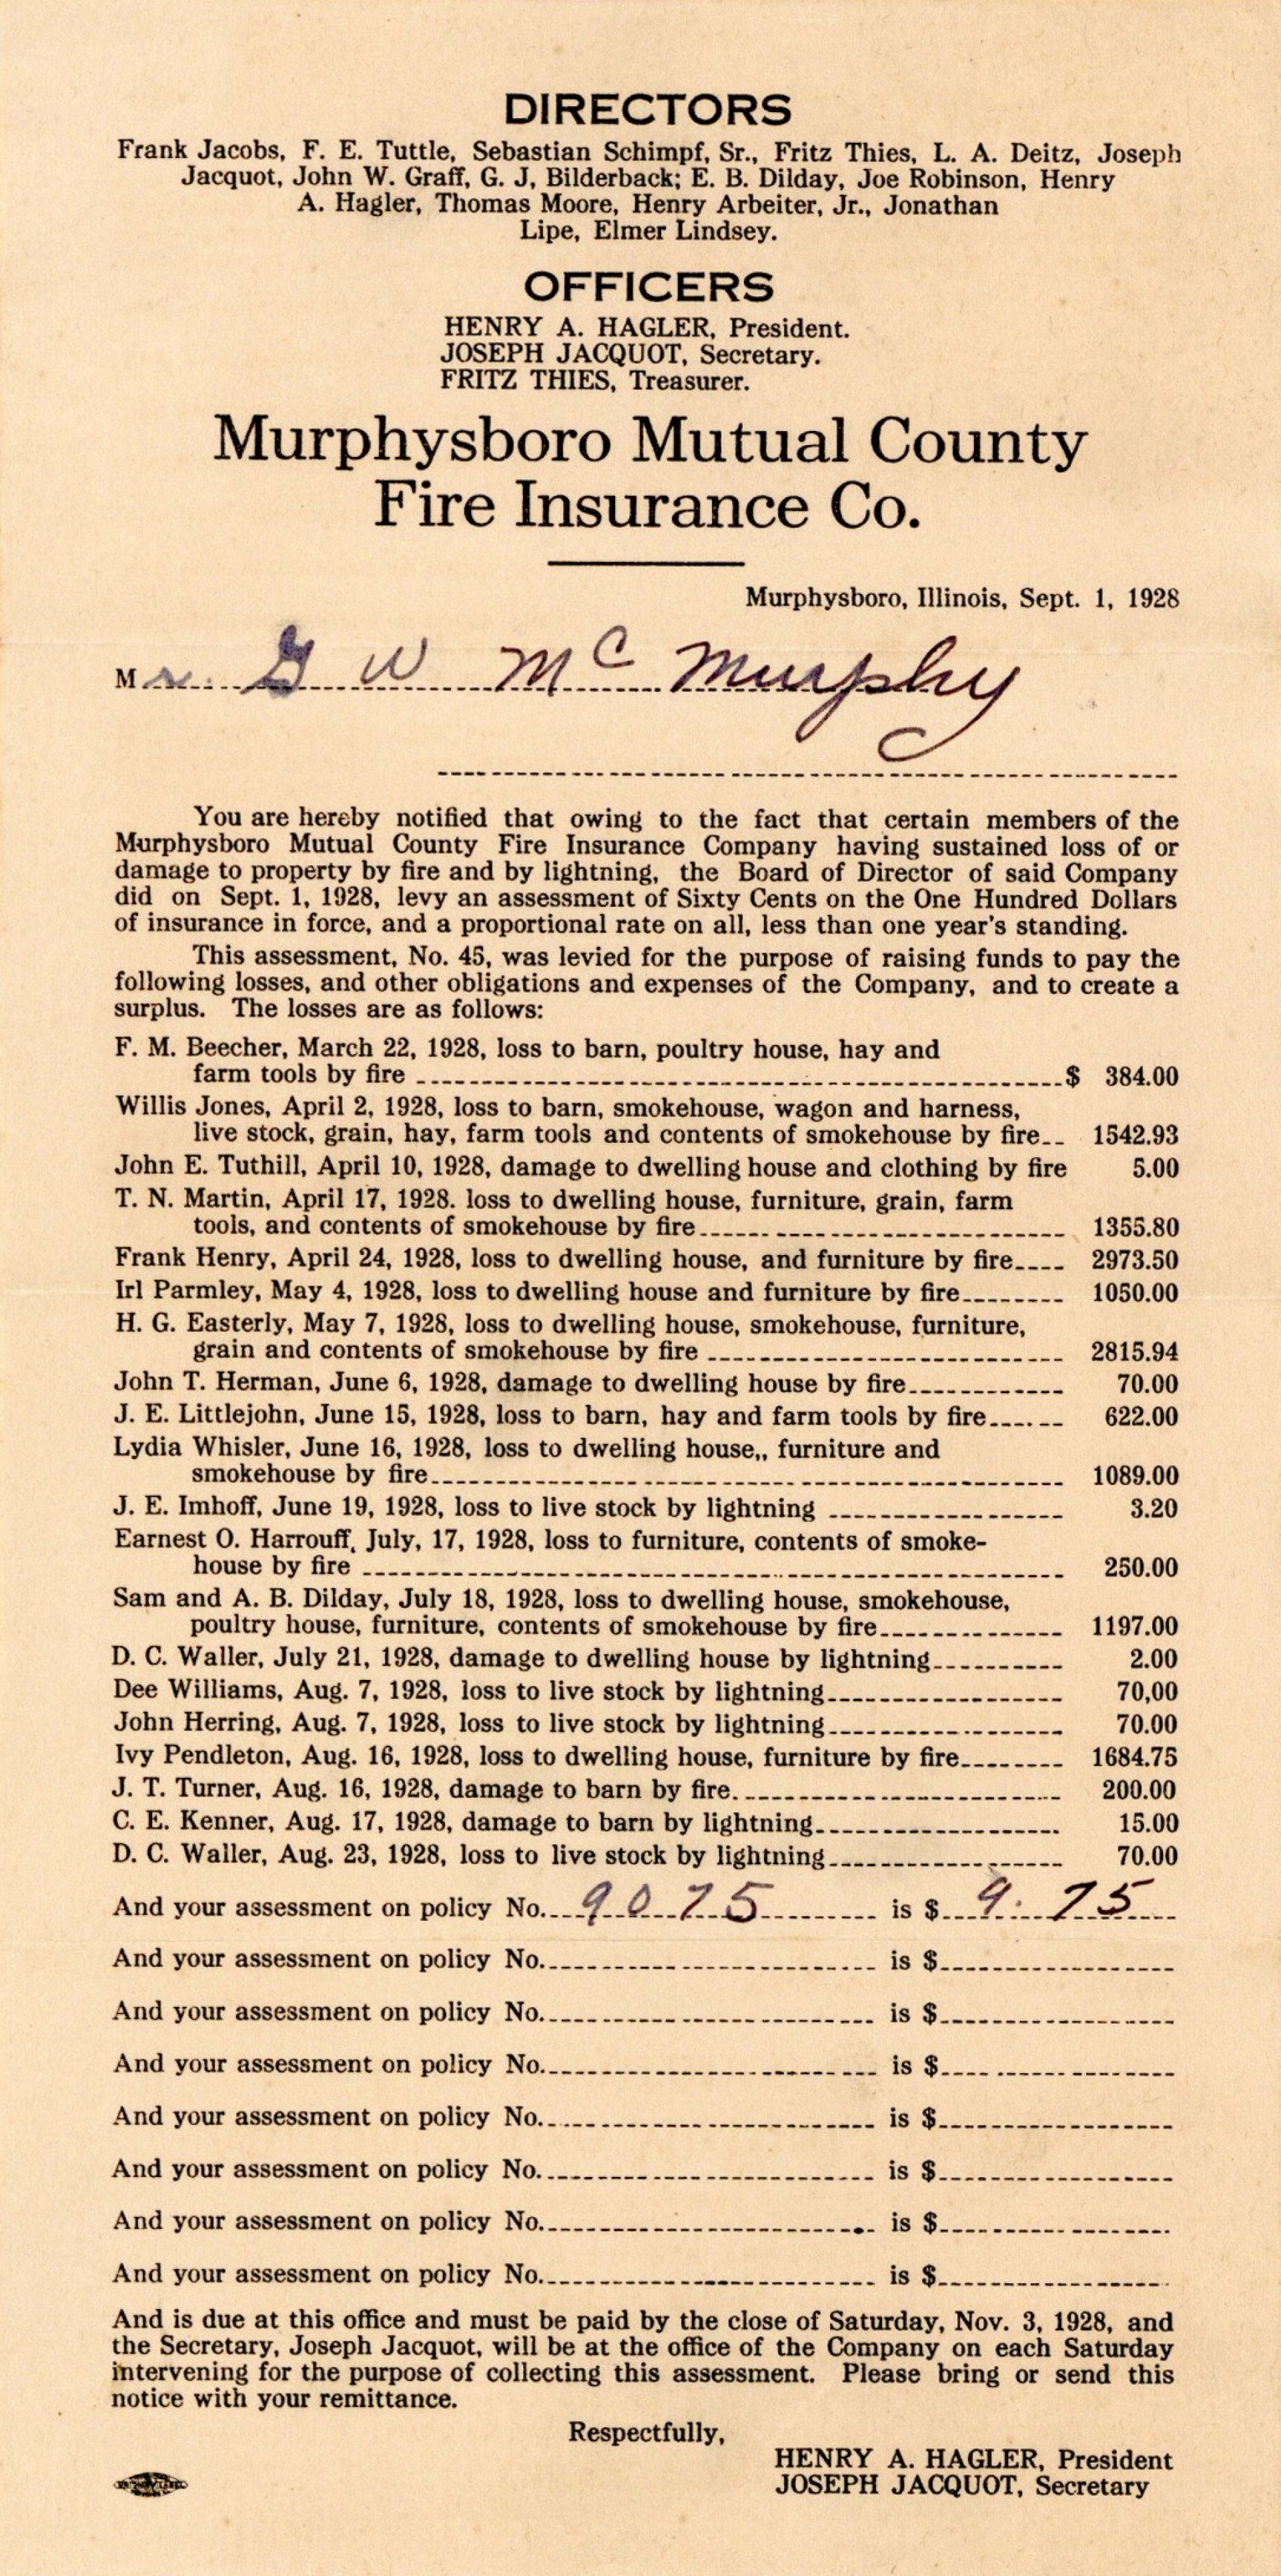 DIRECTORS
Frank Jacobs, F. E. Tuttle, Sebastian Schimpf, Sr., Fritz Thies, L. A. Deitz, Joseph
Jacquot, John W. Graff, G. J, Bilderback; E. B. Dilday, Joe Robinson, Henry
A. Hagler, Thomas Moore, Henry Arbeiter, Jr., Jonathan
Lipe, Elmer Lindsey.
OFFICERS
HENRY A. HAGLER, President.
JOSEPH JACQUOT, Secretary.
FRITZ THIES, Treasurer.
Murphysboro Mutual County
Fire Insurance Co.
Murphysboro, Illinois, Sept. 1, 1928
Mr. G W Mc Murphy
You are hereby notified that owing to the fact that certain members of the
Murphysboro Mutual County Fire Insurance Company having sustained loss of or
damage to property by fire and by lightning, the Board of Director of said Company
did on Sept. 1, 1928, levy an assessment of Sixty Cents on the One Hundred Dollars
of insurance in force, and a proportional rate on all, less than one year's standing.
This assessment, No. 45, was levied for the purpose of raising funds to pay the
following losses, and other obligations and expenses of the Company, and to create a
surplus. The losses are as follows:
F. M. Beecher, March 22, 1928, loss to barn, poultry house, hay and
farm tools by fire $ 384.00
Willis Jones, April 2, 1928, loss to barn, smokehouse, wagon and harness,
live stock, grain, hay, farm tools and contents of smokehouse by fire 1542.93
John E. Tuthill, April 10, 1928, damage to dwelling house and clothing by fire 5.00
T. N. Martin, April 17, 1928. loss to dwelling house, furniture, grain, farm
tools, and contents of smokehouse by fire 1355.80
Frank Henry, April 24, 1928, loss to dwelling house, and furniture by fire 2973.50
Irl Parmley, May 4, 1928, loss to dwelling house and furniture by fire 1050.00
H. G. Easterly, May 7, 1928, loss to dwelling house, smokehouse, furniture,
grain and contents of smokehouse by fire 2815.94
John T. Herman, June 6, 1928, damage to dwelling house by fire 70.00
J. E. Littlejohn, June 15, 1928, loss to barn, hay and farm tools by fire 622.00
Lydia Whisler, June 16, 1928, loss to dwelling house,, furniture and
smokehouse by fire 1089.00
J. E. Imhoff, June 19, 1928, loss to live stock by lightning 3.20
Earnest O. Harrouff, July, 17, 1928, loss to furniture, contents of smoke-
house by fire 250.00
Sam and A. B. Dilday, July 18, 1928, loss to dwelling house, smokehouse,
poultry house, furniture, contents of smokehouse by fire 1197.00
D. C. Waller, July 21, 1928, damage to dwelling house by lightning 2.00
Dee Williams, Aug. 7, 1928, loss to live stock by lightning 70,00
John Herring, Aug. 7, 1928, loss to live stock by lightning 70.00
Ivy Pendleton, Aug. 16, 1928, loss to dwelling house, furniture by fire 1684.75
J. T. Turner, Aug. 16, 1928, damage to barn by fire. 200.00
C. E. Kenner, Aug. 17, 1928, damage to barn by lightning 15.00
D. C. Waller, Aug. 23, 1928, loss to live stock by lightning 70.00
And your assessment on policy No. 9075 is $ 9.75
And your assessment on policy No. is $
And your assessment on policy No. is $
And your assessment on policy No. is $
And your assessment on policy No. is $
And your assessment on policy No. is $
And your assessment on policy No. is $
And your assessment on policy No. is $
And is due at this office and must be paid by the close of Saturday, Nov. 3, 1928, and
the Secretary, Joseph Jacquot, will be at the office of the Company on each Saturday
intervening for the purpose of collecting this assessment. Please bring or send this
notice with your remittance.
Respectfully,
HENRY A. HAGLER, President
JOSEPH JACQUOT, Secretary